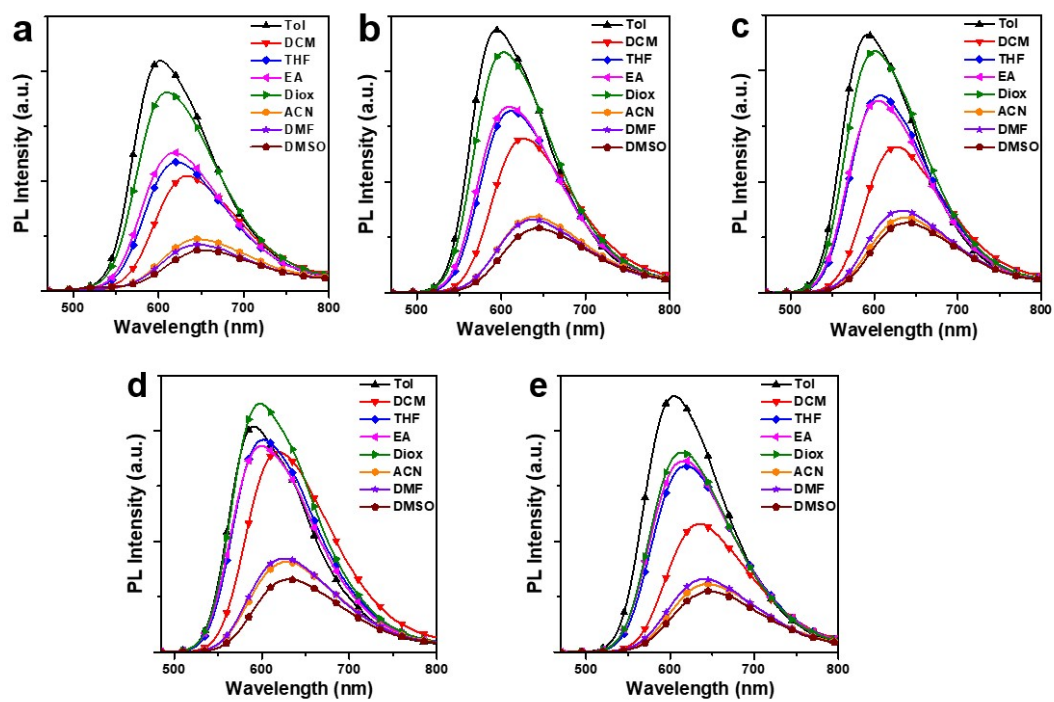 a
PL Intensity (a.u.)
Tol
DCM
THF
EA
Diox
ACN
DMF
DMSO
500 600 700 800
Wavelength (nm)
b
PL Intensity (a.u.)
Tol
DCM
THF
EA
Diox
ACN
DMF
DMSO
500 600 700 800
Wavelength (nm)
c
PL Intensity (a.u.)
Tol
DCM
THF
EA
Diox
ACN
DMF
DMSO
500 600 700 800
Wavelength (nm)
d
PL Intensity (a.u.)
Tol
DCM
THF
EA
Diox
ACN
DMF
DMSO
500 600 700 800
Wavelength (nm)
e
PL Intensity (a.u.)
Tol
DCM
THF
EA
Diox
ACN
DMF
DMSO
500 600 700 800
Wavelength (nm)